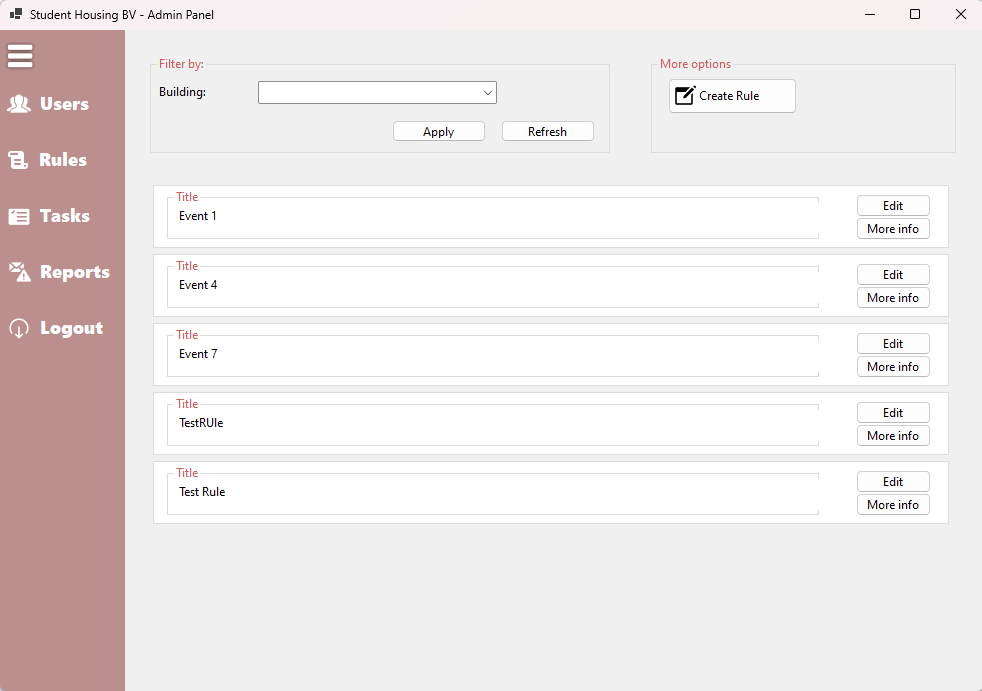 Student Housing BV - Admin Panel
Users
Rules
Tasks
Reports
Logout
Filter by:
Building:
Apply
Refresh
More options
Create Rule
Title
Event 1
Edit
More info
Title
Event 4
Edit
More info
Title
Event 7
Edit
More info
Title
TestRUle
Edit
More info
Title
Test Rule
Edit
More info